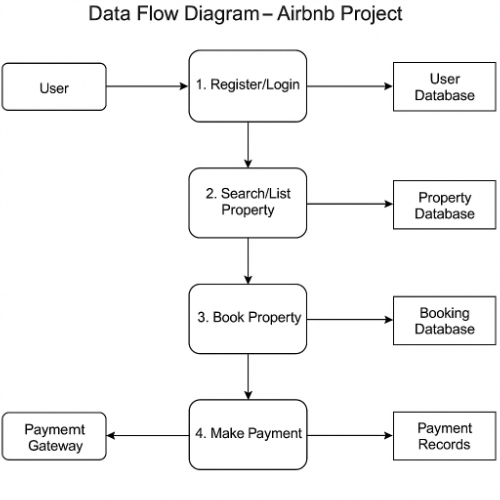 Data Flow Diagram – Airbnb Project
User
1. Register/Login
User
Database
2. Search/List
Property
Property
Database
3. Book Property
Booking
Database
Paymemt
Gateway
4. Make Payment
Payment
Records